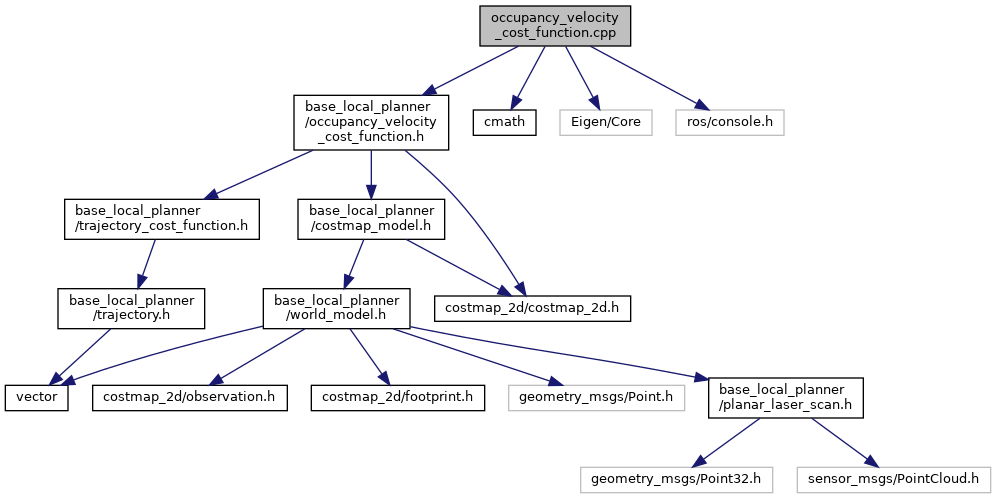 occupancy_velocity
_cost_function.cpp
base_local_planner
/occupancy_velocity
_cost_function.h
cmath
Eigen/Core
ros/console.h
base_local_planner
/trajectory_cost_function.h
base_local_planner
/costmap_model.h
base_local_planner
/trajectory.h
base_local_planner
/world_model.h
costmap_2d/costmap_2d.h
vector
costmap_2d/observation.h
costmap_2d/footprint.h
geometry_msgs/Point.h
base_local_planner
/planar_laser_scan.h
geometry_msgs/Point32.h
sensor_msgs/PointCloud.h